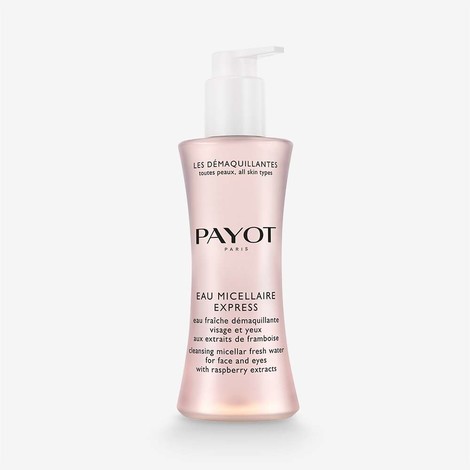 LES DÉMAQUILLANTES
toutes peaux, all skin types
PAYOT
PARIS
EAU MICELLAIRE
EXPRESS
eau fraîche démaquillante
visage et yeux
aux extraits de framboise
cleansing micellar fresh water
for face and eyes
with raspberry extracts